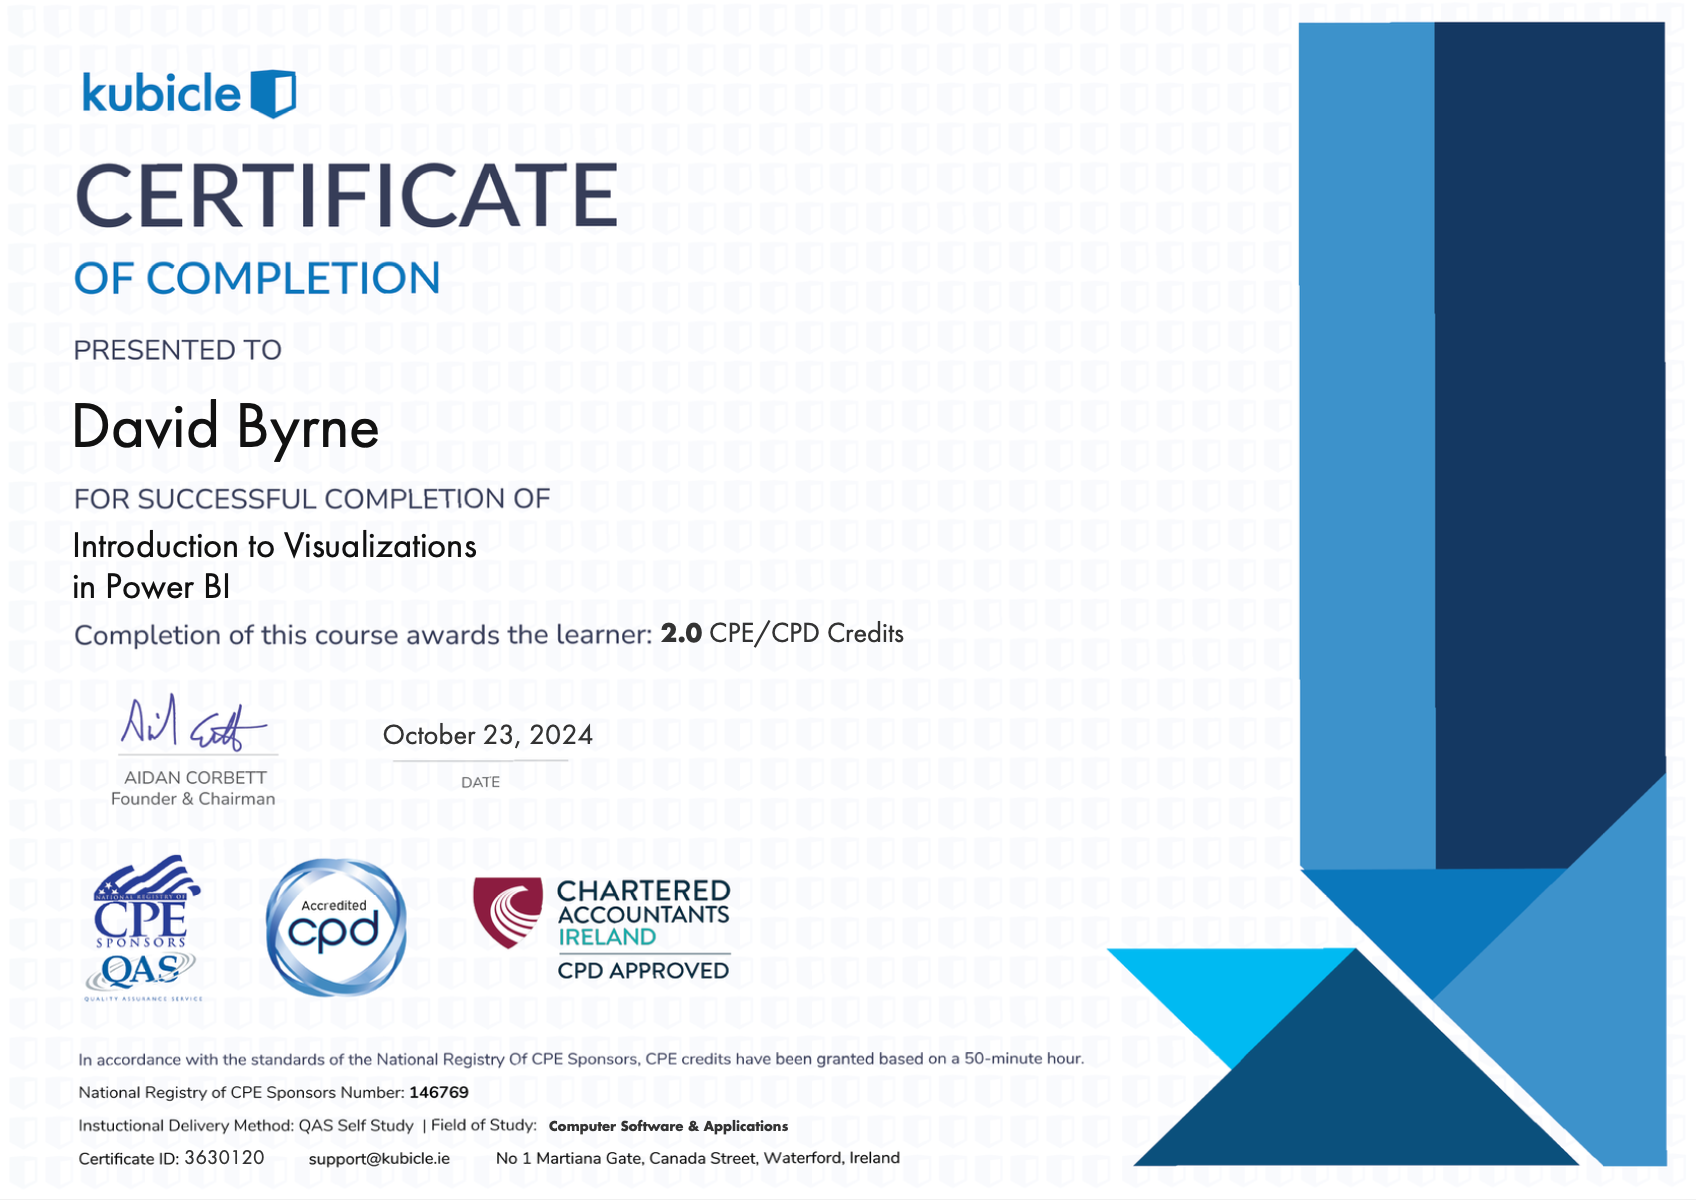 kubicle
CERTIFICATE
OF COMPLETION
PRESENTED TO
David Byrne
FOR SUCCESSFUL COMPLETION OF
Introduction to Visualizations
in Power BI
Completion of this course awards the learner: 2.0 CPE/CPD Credits
October 23, 2024
AIDAN CORBETT
Founder & Chairman
DATE
NATIONAL REGISTRY OF
CPE
SPONSORS
QAS
QUALITY ASSURANCE SERVICE
Accredited
cpd
CHARTERED
ACCOUNTANTS
IRELAND
CPD APPROVED
In accordance with the standards of the National Registry Of CPE Sponsors, CPE credits have been granted based on a 50-minute hour.
National Registry of CPE Sponsors Number: 146769
Instuctional Delivery Method: QAS Self Study | Field of Study: Computer Software & Applications
Certificate ID: 3630120 support@kubicle.ie No 1 Martiana Gate, Canada Street, Waterford, Ireland